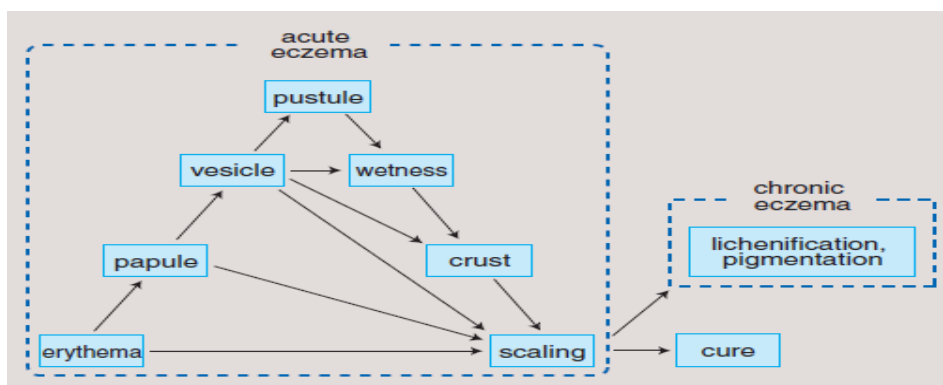 acute
eczema
pustule
vesicle
wetness
chronic
eczema
papule
crust
lichenification,
pigmentation
erythema
scaling
cure